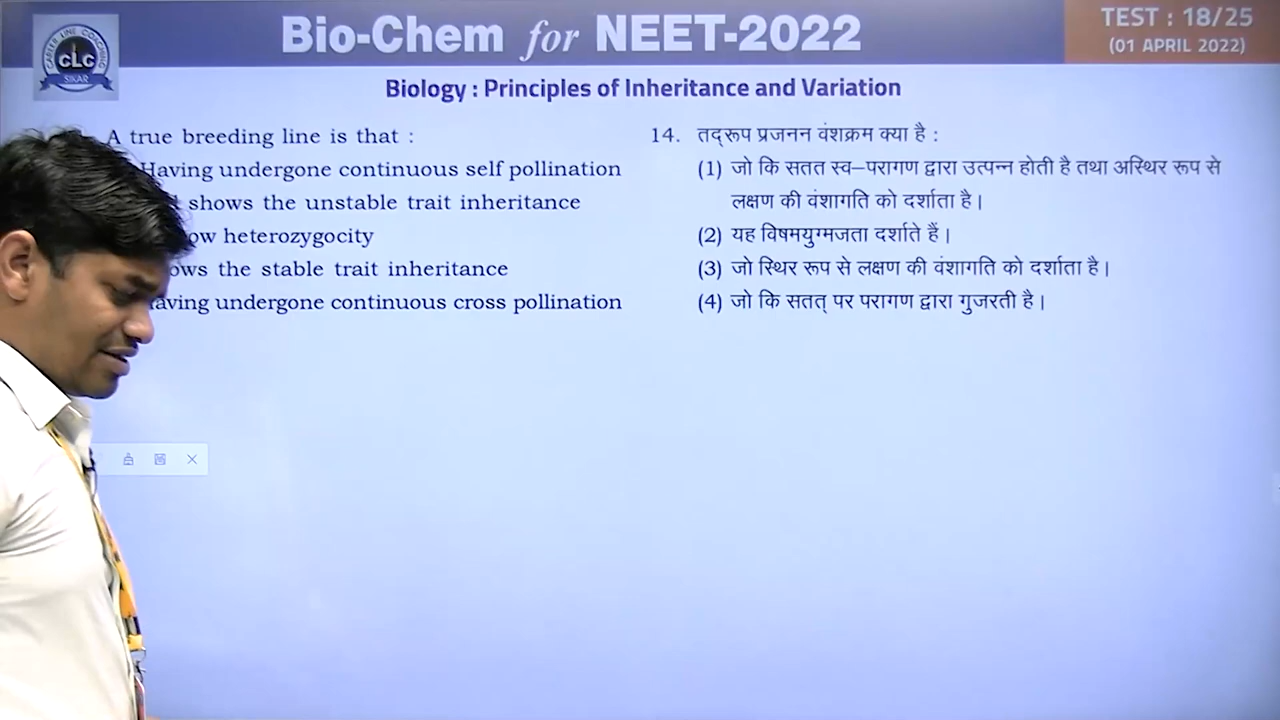 Bio-Chem for NEET-2022
TEST : 18/25
(01 APRIL 2022)
CAREER LINE COACHING
CLC
SIKAR
Biology : Principles of Inheritance and Variation
A true breeding line is that :
Having undergone continuous self pollination
shows the unstable trait inheritance
heterozygocity
the stable trait inheritance
undergone continuous cross pollination
14. तद्‌रूप प्रजनन वंशक्रम क्या है :
(1) जो कि सतत स्व–परागण द्वारा उत्पन्न होती है तथा अस्थिर रूप से
लक्षण की वंशागति को दर्शाता है।
(2) यह विषमयुग्मजता दर्शाते हैं।
(3) जो स्थिर रूप से लक्षण की वंशागति को दर्शाता है।
(4) जो कि सतत् पर परागण द्वारा गुजरती है।